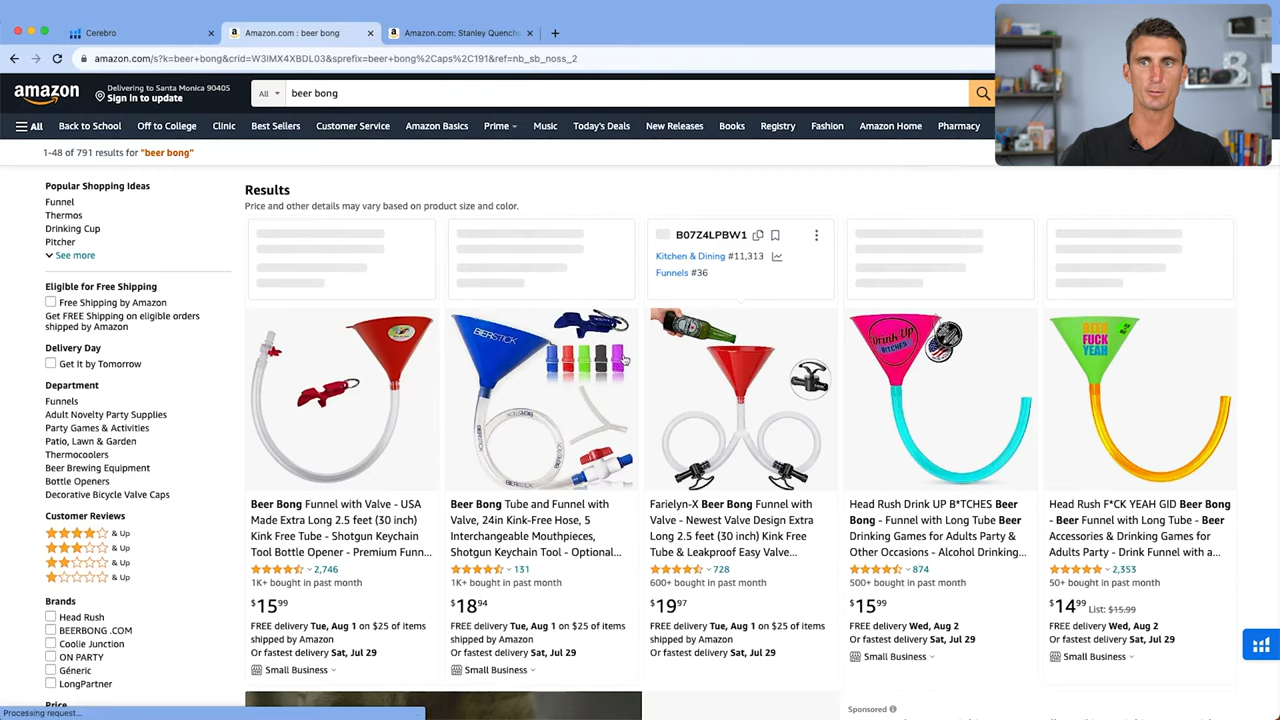 Cerebro
Amazon.com : beer bong
Amazon.com: Stanley Quenche
amazon.com/s?k=beer+bong&crid=W3IMX4XBDL03&sprefix=beer+bong%2Caps%2C191&ref=nb_sb_noss_2
amazon
Delivering to Santa Monica 90405
Sign in to update
All
beer bong
All
Back to School
Off to College
Clinic
Best Sellers
Customer Service
Amazon Basics
Prime
Music
Today's Deals
New Releases
Books
Registry
Fashion
Amazon Home
Pharmacy
1-48 of 791 results for "beer bong"
Popular Shopping Ideas
Funnel
Thermos
Drinking Cup
Pitcher
See more
Eligible for Free Shipping
Free Shipping by Amazon
Get FREE Shipping on eligible orders
shipped by Amazon
Delivery Day
Get It by Tomorrow
Department
Funnels
Adult Novelty Party Supplies
Party Games & Activities
Patio, Lawn & Garden
Thermocoolers
Beer Brewing Equipment
Bottle Openers
Decorative Bicycle Valve Caps
Customer Reviews
& Up
& Up
& Up
& Up
Brands
Head Rush
BEERBONG .COM
Coolie Junction
ON PARTY
Géneric
LongPartner
Price
Processing request...
Results
Price and other details may vary based on product size and color.
B07Z4LPBW1
Kitchen & Dining #11,313
Funnels #36
BIERSTICK
Drink Up
BITCHES
BEER
FUCK
YEAH
Beer Bong Funnel with Valve - USA
Made Extra Long 2.5 feet (30 inch)
Kink Free Tube - Shotgun Keychain
Tool Bottle Opener - Premium Funn...
2,746
1K+ bought in past month
$15 99
FREE delivery Tue, Aug 1 on $25 of items
shipped by Amazon
Or fastest delivery Sat, Jul 29
Small Business
Beer Bong Tube and Funnel with
Valve, 24in Kink-Free Hose, 5
Interchangeable Mouthpieces,
Shotgun Keychain Tool - Optional...
131
1K+ bought in past month
$18 94
FREE delivery Tue, Aug 1 on $25 of items
shipped by Amazon
Or fastest delivery Sat, Jul 29
Small Business
Farielyn-X Beer Bong Funnel with
Valve - Newest Valve Design Extra
Long 2.5 feet (30 inch) Kink Free
Tube & Leakproof Easy Valve...
728
600+ bought in past month
$19 97
FREE delivery Tue, Aug 1 on $25 of items
shipped by Amazon
Or fastest delivery Sat, Jul 29
Head Rush Drink UP B*TCHES Beer
Bong - Funnel with Long Tube Beer
Drinking Games for Adults Party &
Other Occasions - Alcohol Drinking...
874
500+ bought in past month
$15 99
FREE delivery Wed, Aug 2
Or fastest delivery Sat, Jul 29
Small Business
Head Rush F*CK YEAH GID Beer Bong
- Beer Funnel with Long Tube - Beer
Accessories & Drinking Games for
Adults Party - Drink Funnel with a...
2,353
50+ bought in past month
$14 99 List: $15.99
FREE delivery Wed, Aug 2
Or fastest delivery Sat, Jul 29
Small Business
Sponsored